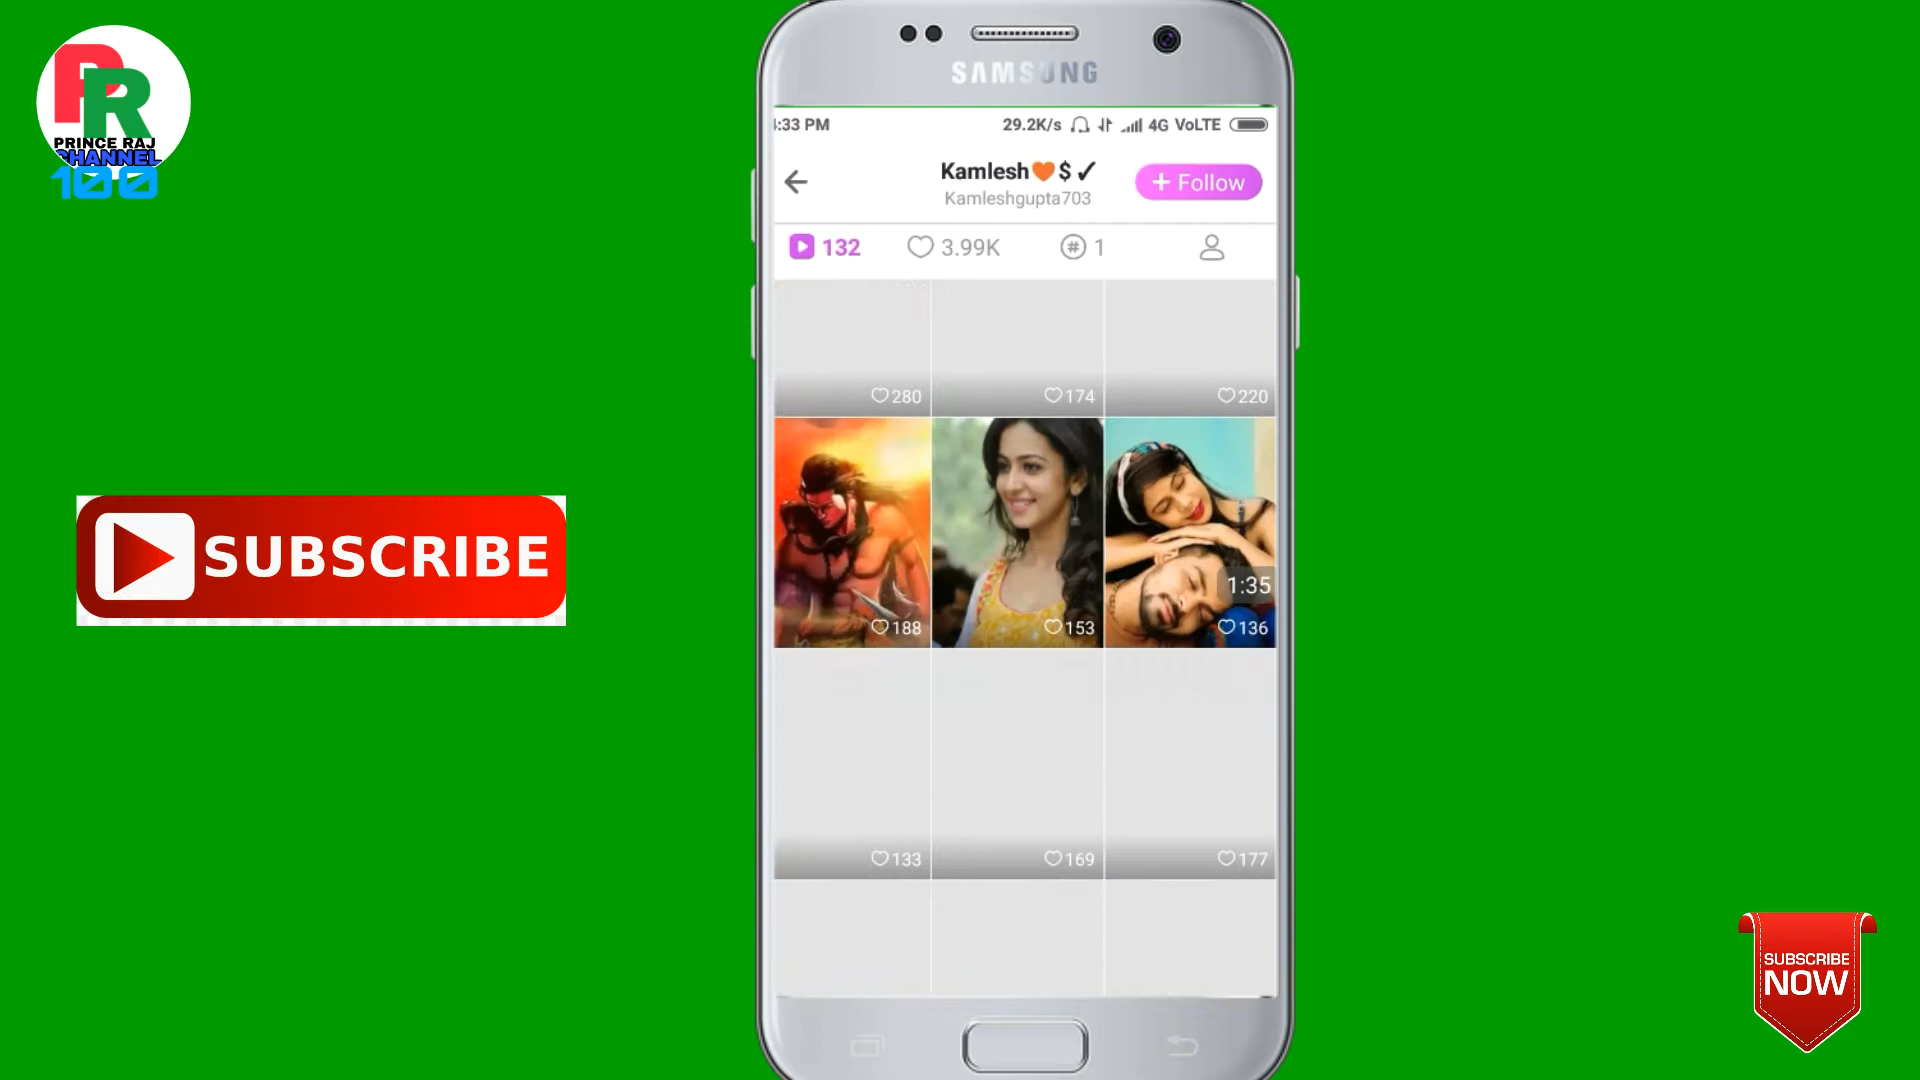 PR
PRINCE RAJ
CHANNEL
100
SAMSUNG
:33 PM 29.2K/s 4G VoLTE
Kamlesh🧡$✓
Kamleshgupta703
+ Follow
132 3.99K # 1
280 174 220
1:35
188 153 136
133 169 177
SUBSCRIBE
SUBSCRIBE
NOW